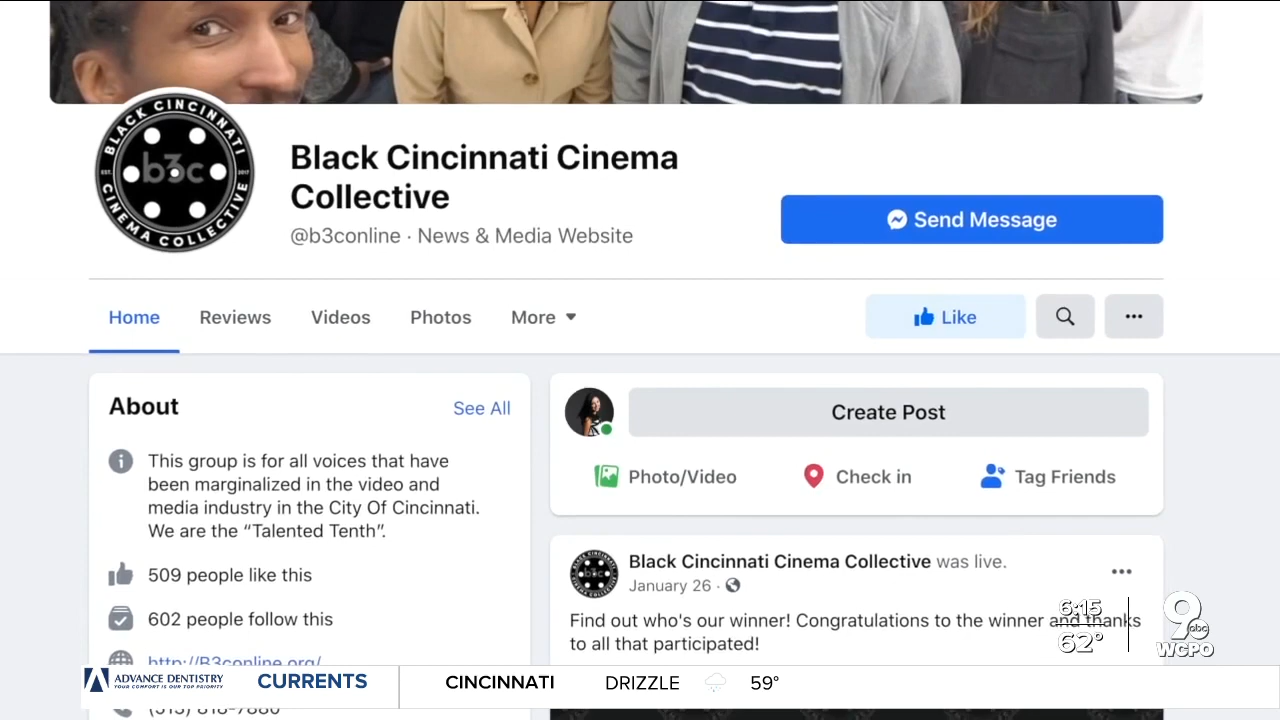 BLACK CINCINNATI
b3c
EST. 2017
CINEMA COLLECTIVE
Black Cincinnati Cinema
Collective
@b3conline · News & Media Website
Send Message
Home
Reviews
Videos
Photos
More
Like
About
See All
This group is for all voices that have
been marginalized in the video and
media industry in the City Of Cincinnati.
We are the “Talented Tenth”.
509 people like this
602 people follow this
http://B3conline.org/
Create Post
Photo/Video
Check in
Tag Friends
Black Cincinnati Cinema Collective was live.
January 26 ·
Find out who's our winner! Congratulations to the winner and thanks
to all that participated!
6:15
62°
9
abc
WCPO
ADVANCE DENTISTRY
YOUR COMFORT IS OUR TOP PRIORITY
CURRENTS
CINCINNATI
DRIZZLE
59°